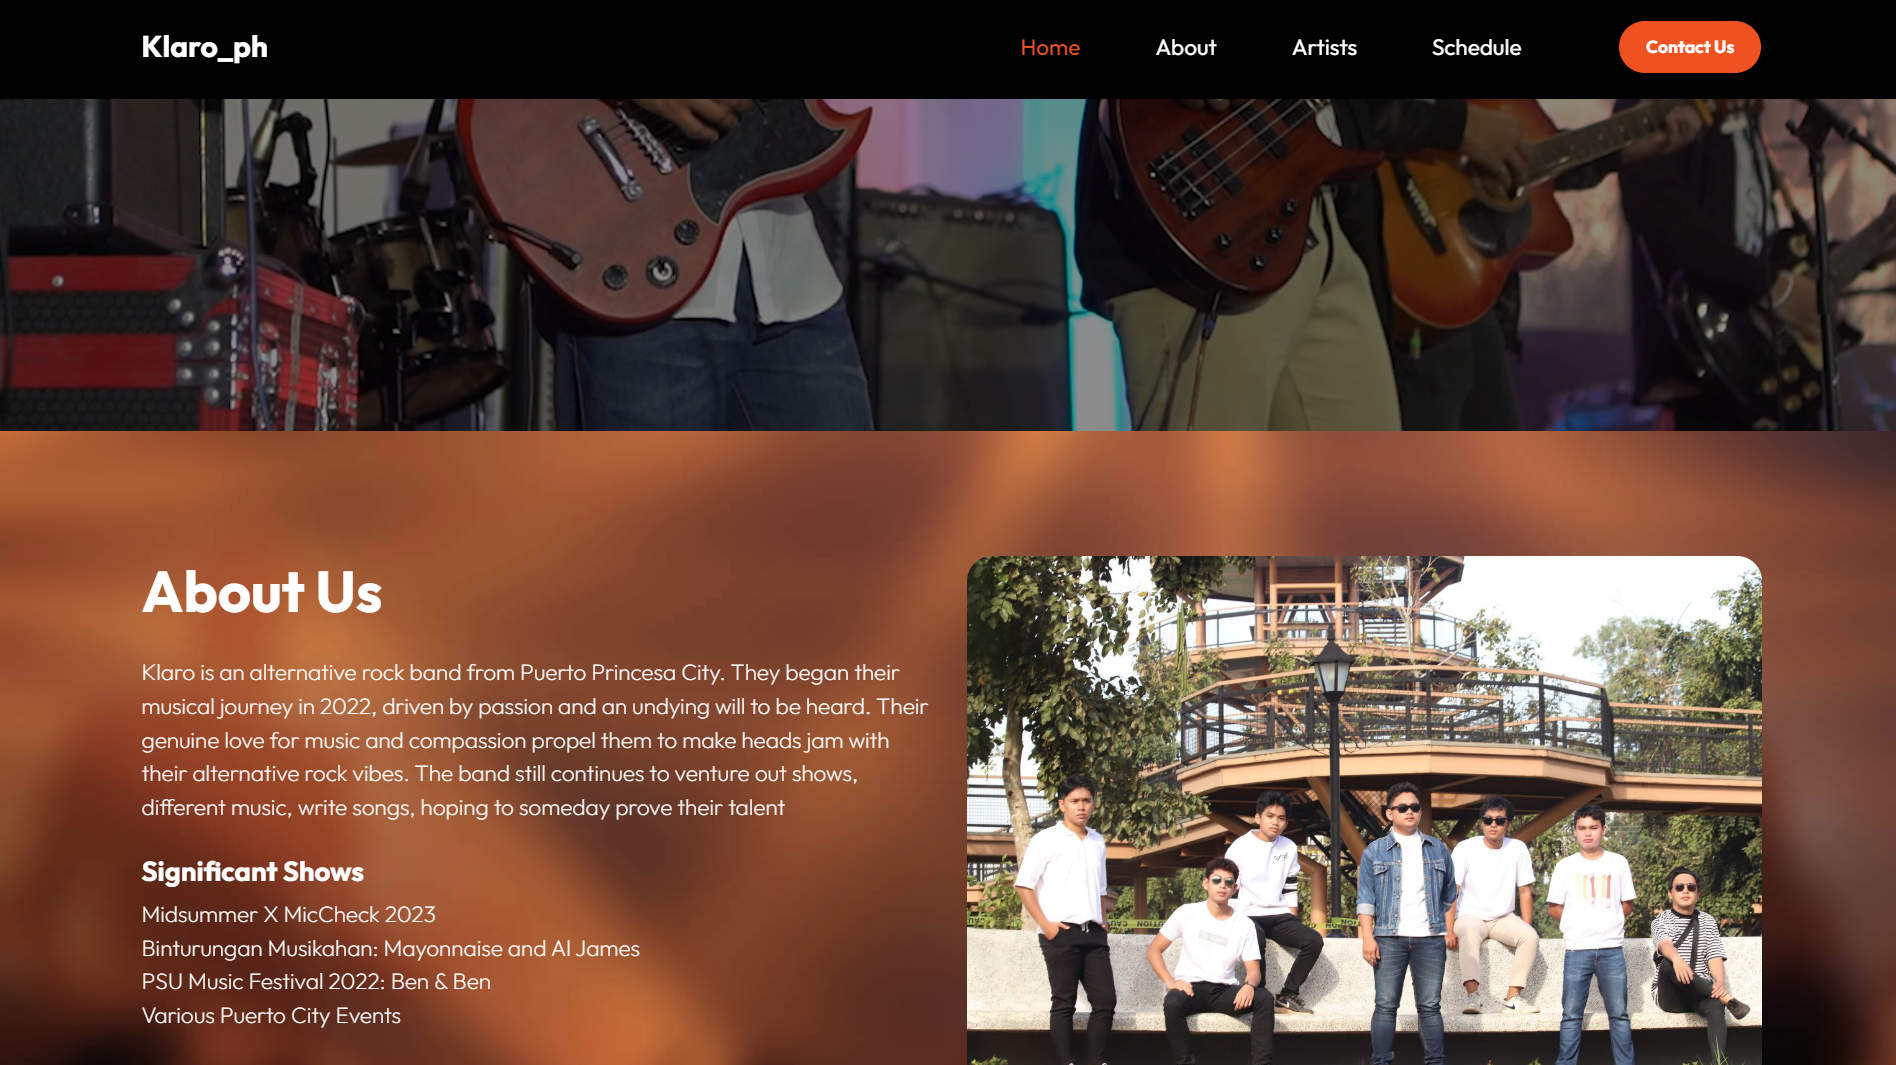 Klaro_ph
Home
About
Artists
Schedule
Contact Us
About Us
Klaro is an alternative rock band from Puerto Princesa City. They began their
musical journey in 2022, driven by passion and an undying will to be heard. Their
genuine love for music and compassion propel them to make heads jam with
their alternative rock vibes. The band still continues to venture out shows,
different music, write songs, hoping to someday prove their talent
Significant Shows
Midsummer X MicCheck 2023
Binturungan Musikahan: Mayonnaise and Al James
PSU Music Festival 2022: Ben & Ben
Various Puerto City Events